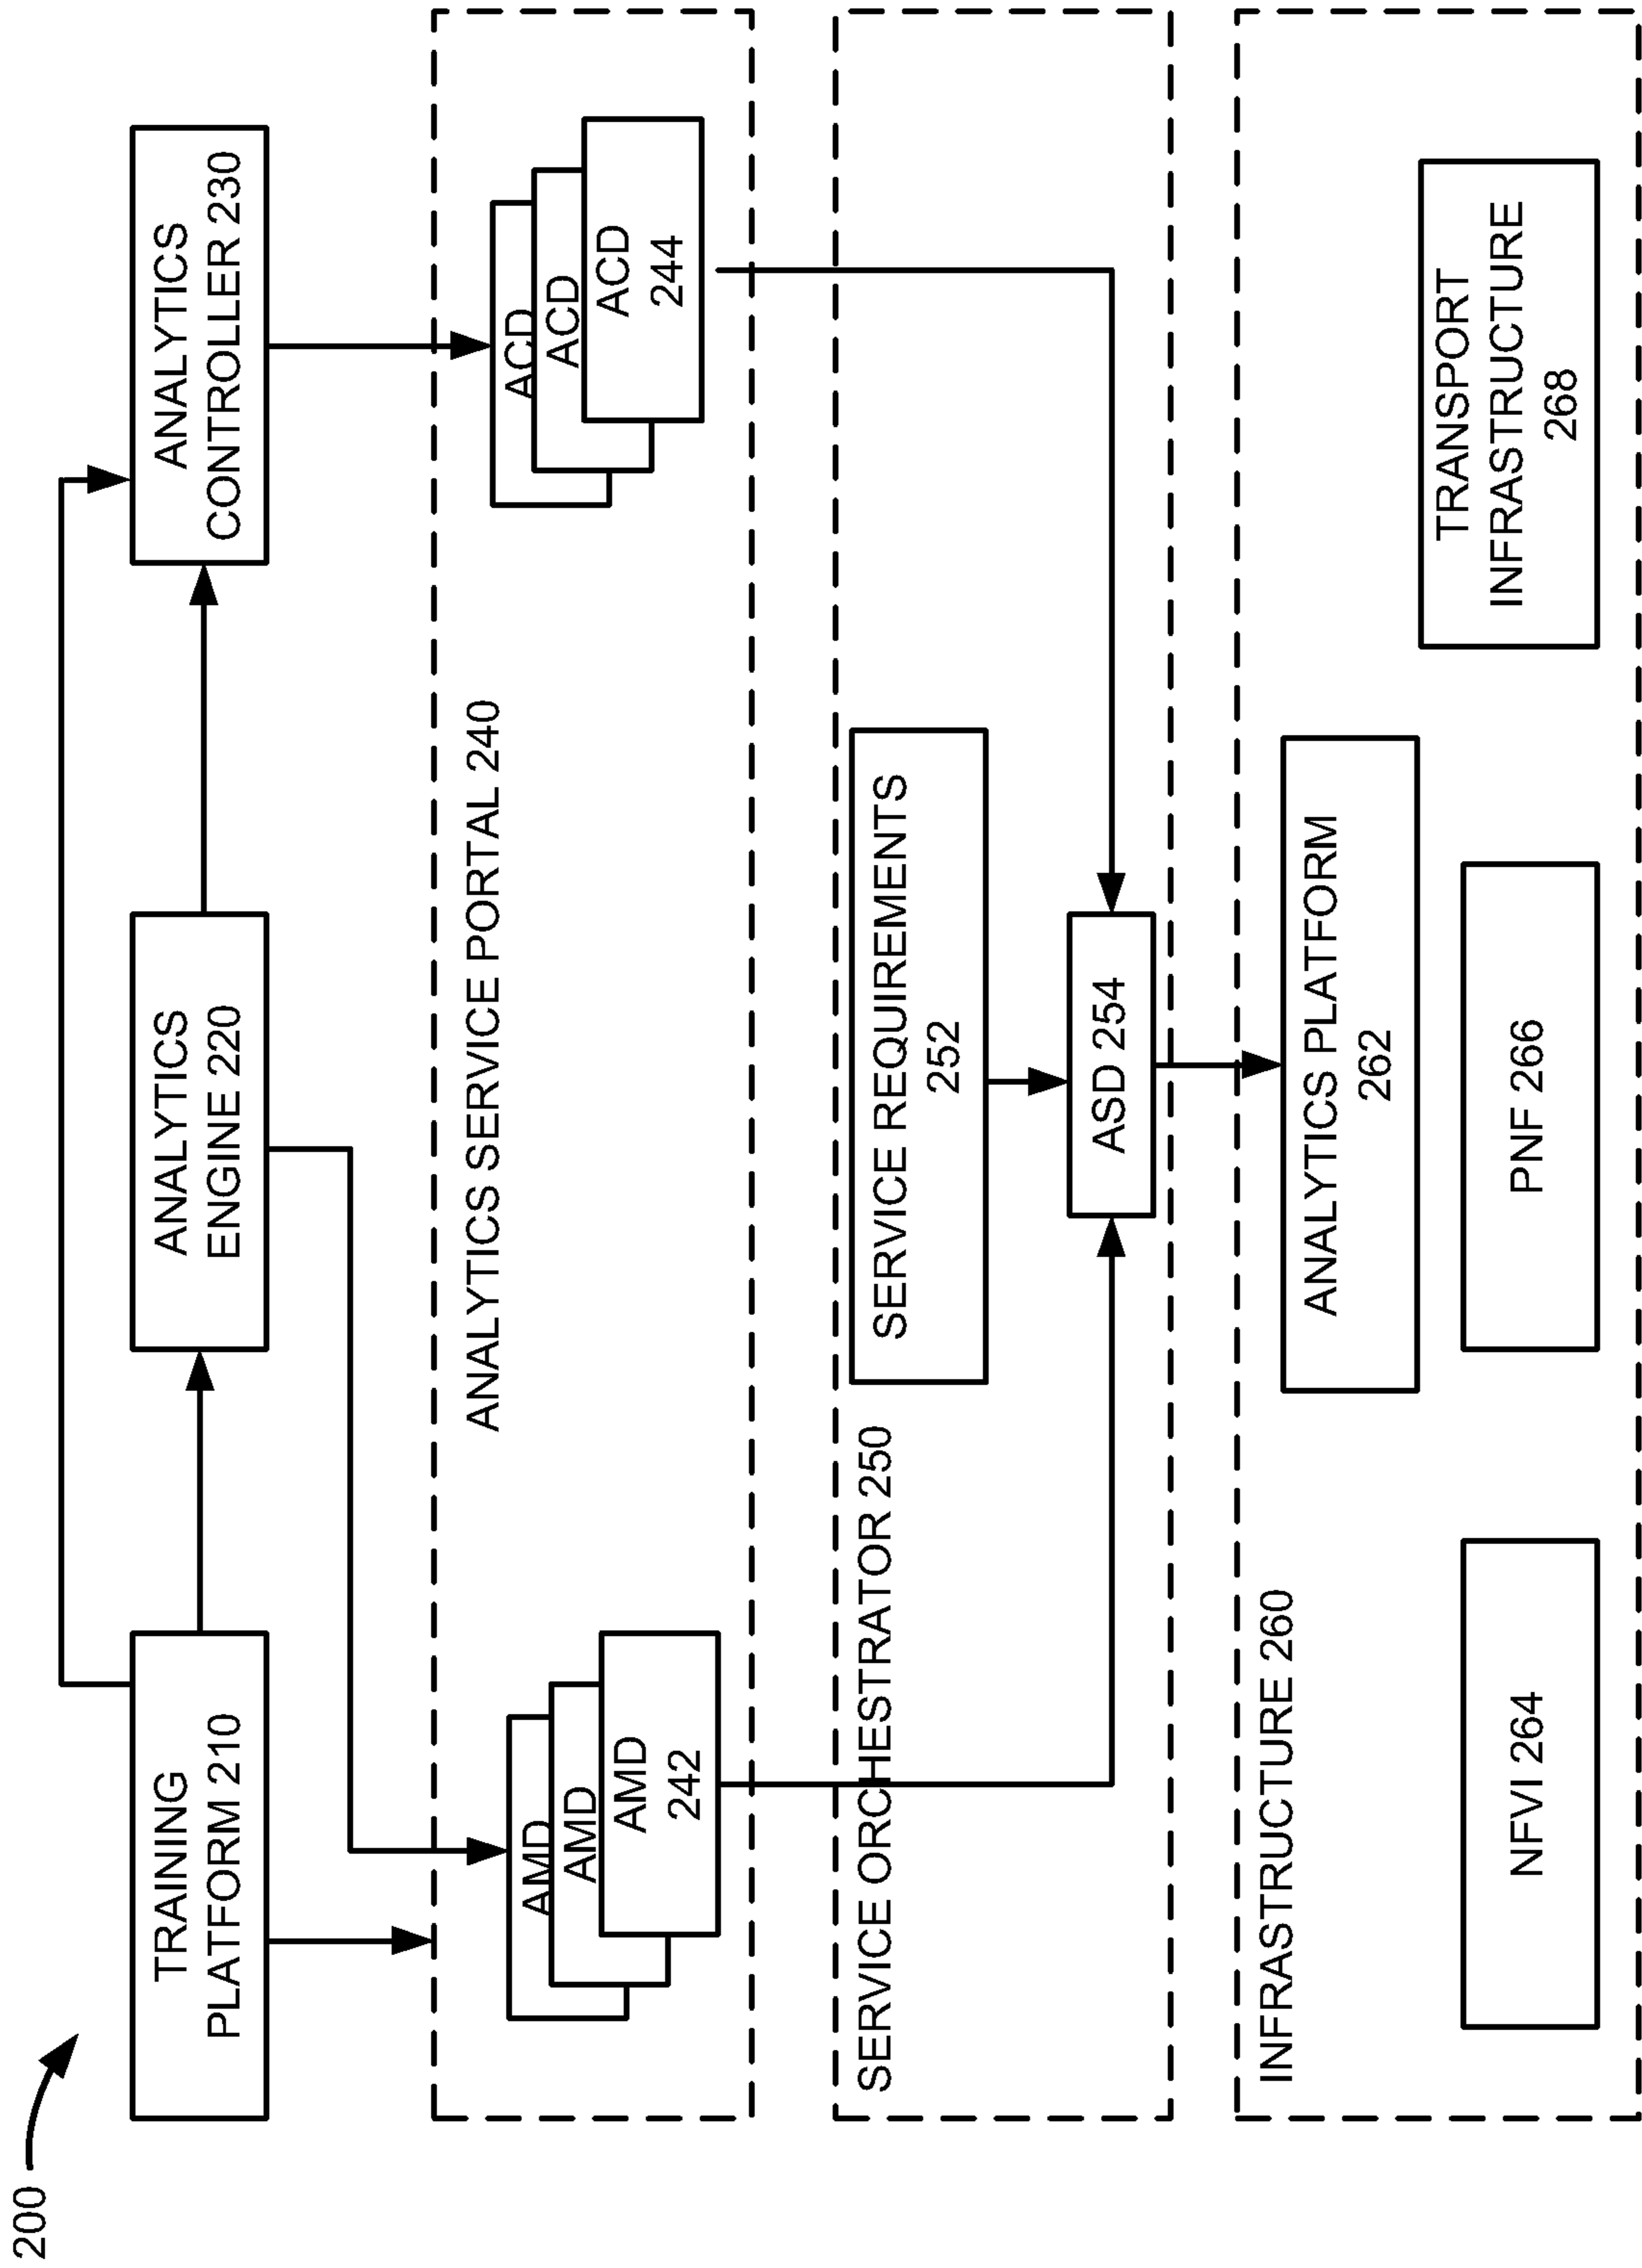 200
TRAINING
PLATFORM 210
ANALYTICS
ENGINE 220
ANALYTICS
CONTROLLER 230
ANALYTICS SERVICE PORTAL 240
AMD
AMD
AMD
242
ACD
ACD
ACD
244
SERVICE ORCHESTRATOR 250
SERVICE REQUIREMENTS
252
ASD 254
INFRASTRUCTURE 260
ANALYTICS PLATFORM
262
NFVI 264
PNF 266
TRANSPORT
INFRASTRUCTURE
268